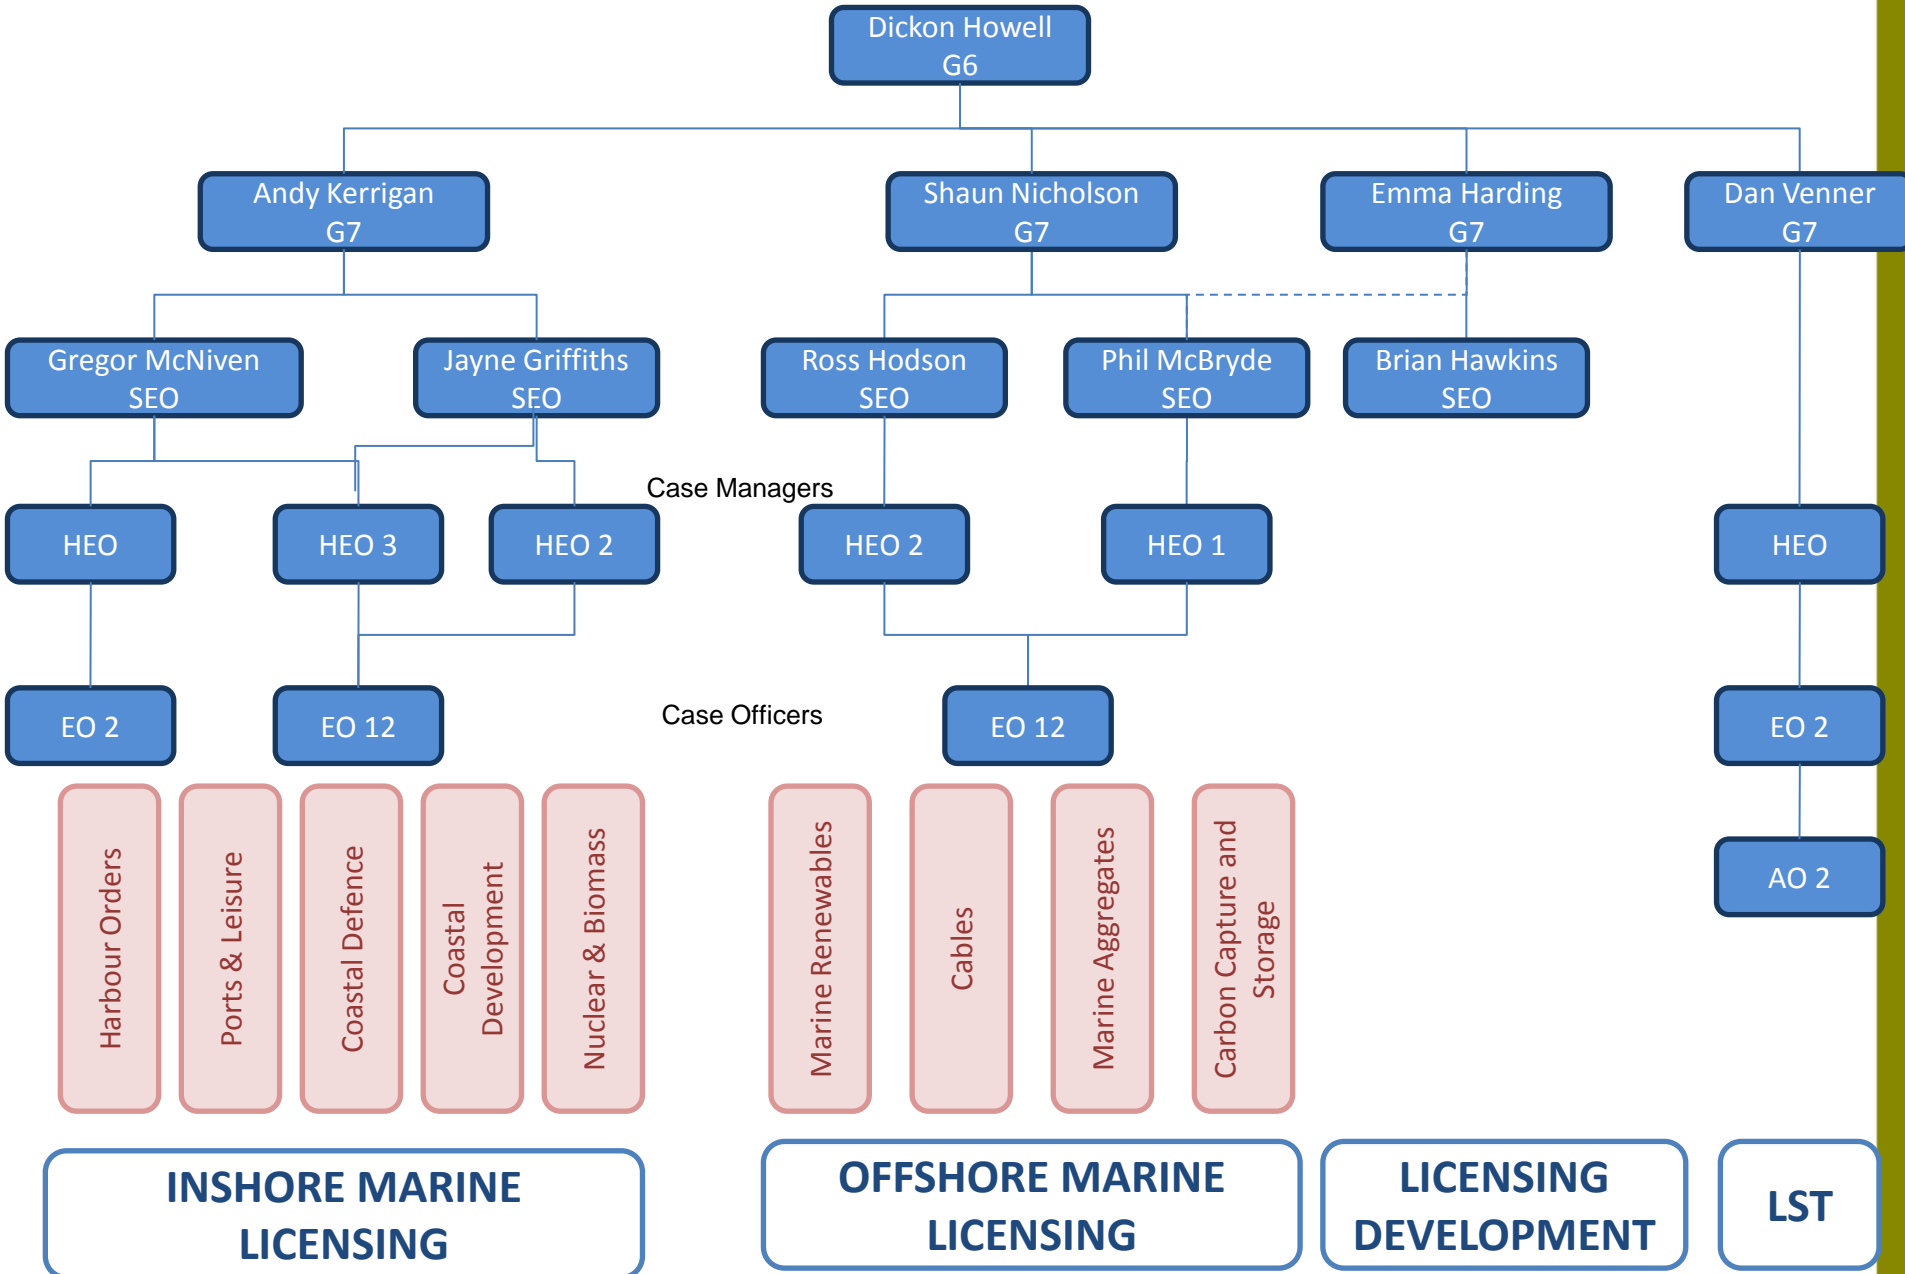 Dickon Howell
G6
Andy Kerrigan
G7
Shaun Nicholson
G7
Emma Harding
G7
Dan Venner
G7
Gregor McNiven
SEO
Jayne Griffiths
SEO
Ross Hodson
SEO
Phil McBryde
SEO
Brian Hawkins
SEO
Case Managers
HEO
HEO 3
HEO 2
HEO 2
HEO 1
HEO
Case Officers
EO 2
EO 12
EO 12
EO 2
AO 2
Harbour Orders
Ports & Leisure
Coastal Defence
Coastal
Development
Nuclear & Biomass
Marine Renewables
Cables
Marine Aggregates
Carbon Capture and
Storage
INSHORE MARINE
LICENSING
OFFSHORE MARINE
LICENSING
LICENSING
DEVELOPMENT
LST